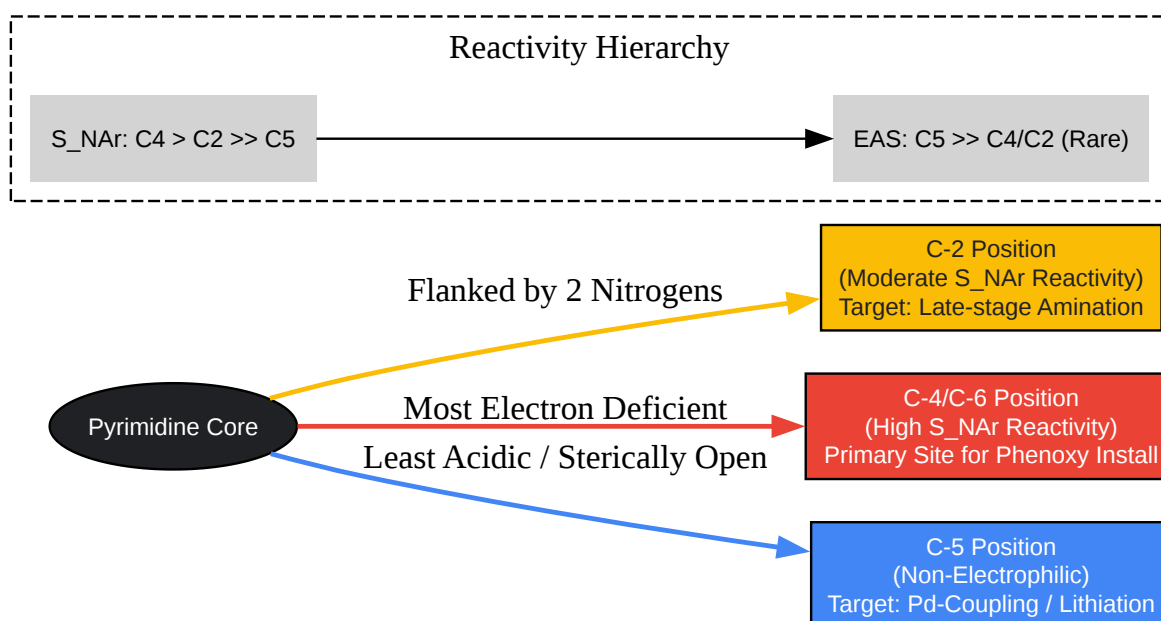 Reactivity Hierarchy
S_NAr: C4 > C2 >> C5
EAS: C5 >> C4/C2 (Rare)
Flanked by 2 Nitrogens
C-2 Position
(Moderate S_NAr Reactivity)
Target: Late-stage Amination
Pyrimidine Core
Most Electron Deficient
C-4/C-6 Position
(High S_NAr Reactivity)
Primary Site for Phenoxy Install
Least Acidic / Sterically Open
C-5 Position
(Non-Electrophilic)
Target: Pd-Coupling / Lithiation